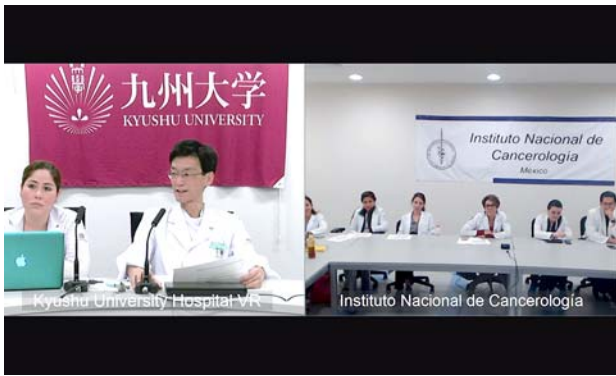 九州大学
KYUSHU UNIVERSITY
Kyushu University Hospital VR
Instituto Nacional de
Cancerología
México
Instituto Nacional de Cancerología